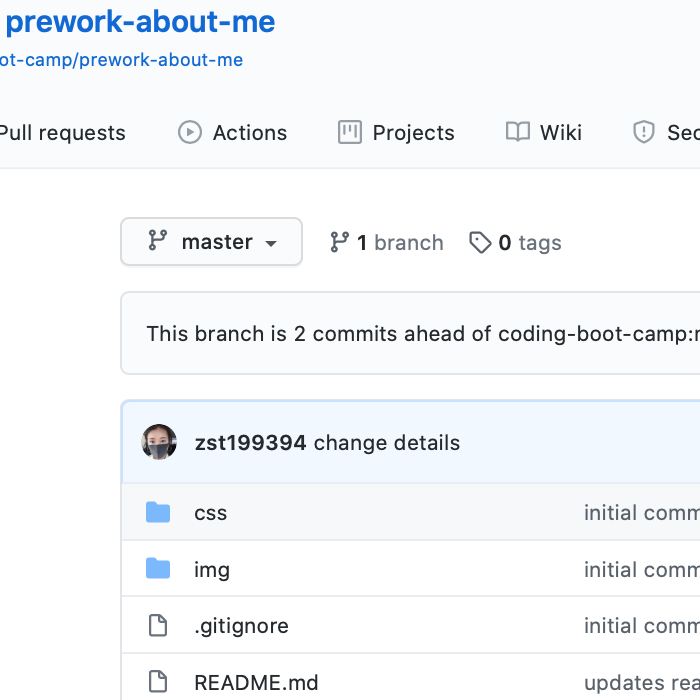 prework-about-me
ot-camp/prework-about-me
Pull requests Actions Projects Wiki Sec
master 1 branch 0 tags
This branch is 2 commits ahead of coding-boot-camp:
zst199394 change details
css initial comm
img initial comm
.gitignore initial comm
README.md updates rea